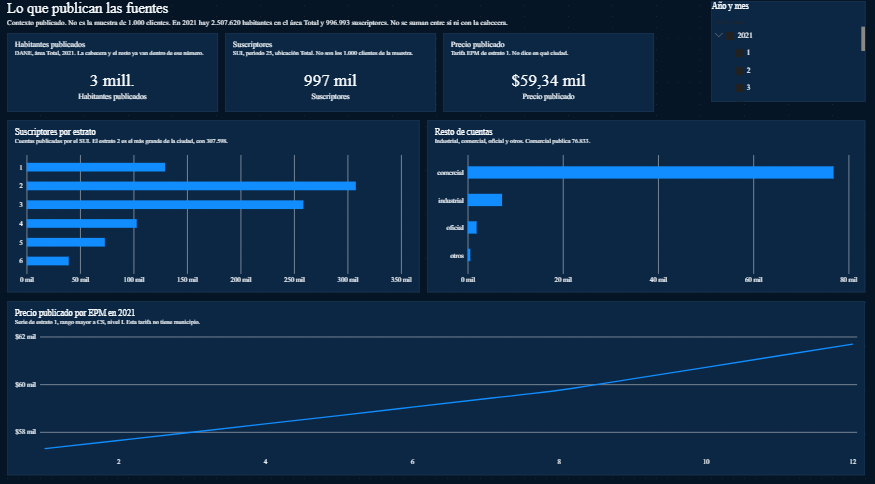 Lo que publican las fuentes
Contexto publicado. No es la muestra de 1.000 clientes. En 2021 hay 2.507.620 habitantes en el área Total y 996.993 suscriptores. No se suman entre sí ni con la cabecera.
Año y mes
2021
1
2
3
Habitantes publicados
DANE, área Total, 2021. La cabecera y el resto ya van dentro de ese número.
3 mill.
Habitantes publicados
Suscriptores
SUI, periodo 25, ubicación Total. No son los 1.000 clientes de la muestra.
997 mil
Suscriptores
Precio publicado
Tarifa EPM de estrato 1. No dice en qué ciudad.
$59,34 mil
Precio publicado
Suscriptores por estrato
Cuentas publicadas por el SUI. El estrato 2 es el más grande de la ciudad, con 307.598.
1
2
3
4
5
6
0 mil 50 mil 100 mil 150 mil 200 mil 250 mil 300 mil 350 mil
Resto de cuentas
Industrial, comercial, oficial y otros. Comercial publica 76.833.
comercial
industrial
oficial
otros
0 mil 20 mil 40 mil 60 mil 80 mil
Precio publicado por EPM en 2021
Serie de estrato 1, rango mayor a CS, nivel I. Esta tarifa no tiene municipio.
$62 mil
$60 mil
$58 mil
2 4 6 8 10 12